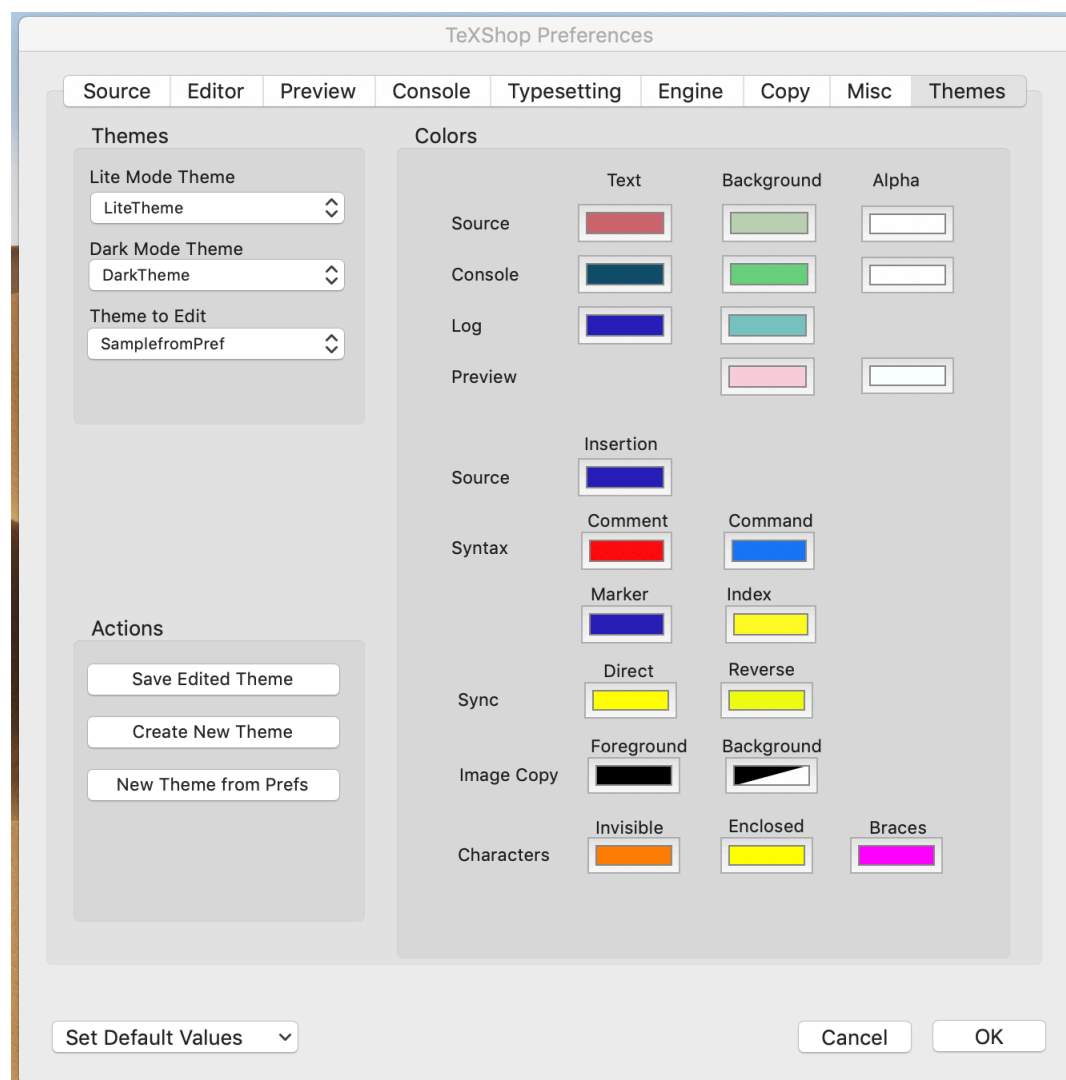 TeXShop Preferences
Source Editor Preview Console Typesetting Engine Copy Misc Themes
Themes
Lite Mode Theme
LiteTheme
Dark Mode Theme
DarkTheme
Theme to Edit
SamplefromPref
Actions
Save Edited Theme
Create New Theme
New Theme from Prefs
Colors
Text Background Alpha
Source
Console
Log
Preview
Insertion
Source
Comment Command
Syntax
Marker Index
Direct Reverse
Sync
Foreground Background
Image Copy
Invisible Enclosed Braces
Characters
Set Default Values
Cancel OK